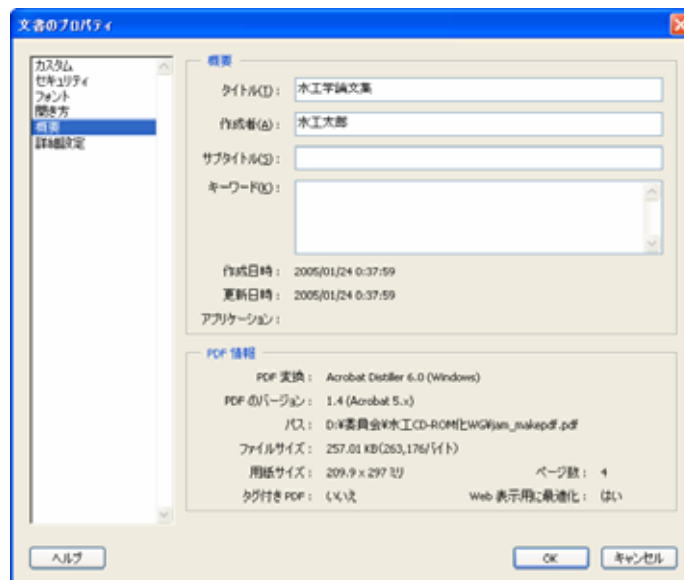 文書のプロパティ
カスタム
セキュリティ
フォント
開き方
概要
詳細設定
概要
タイトル(T): 水工学論文集
作成者(A): 水工太郎
サブタイトル(S):
キーワード(K):
作成日時: 2005/01/24 0:37:59
更新日時: 2005/01/24 0:37:59
アプリケーション:
PDF 情報
PDF 変換: Acrobat Distiller 6.0 (Windows)
PDF のバージョン: 1.4 (Acrobat 5.x)
パス: D:¥委員会¥水工CD-ROM化WG¥jam_makepdf.pdf
ファイルサイズ: 257.01 KB(263,176バイト)
用紙サイズ: 209.9 x 297 ミリ ページ数: 4
タグ付き PDF: いいえ Web 表示用に最適化: はい
ヘルプ OK キャンセル